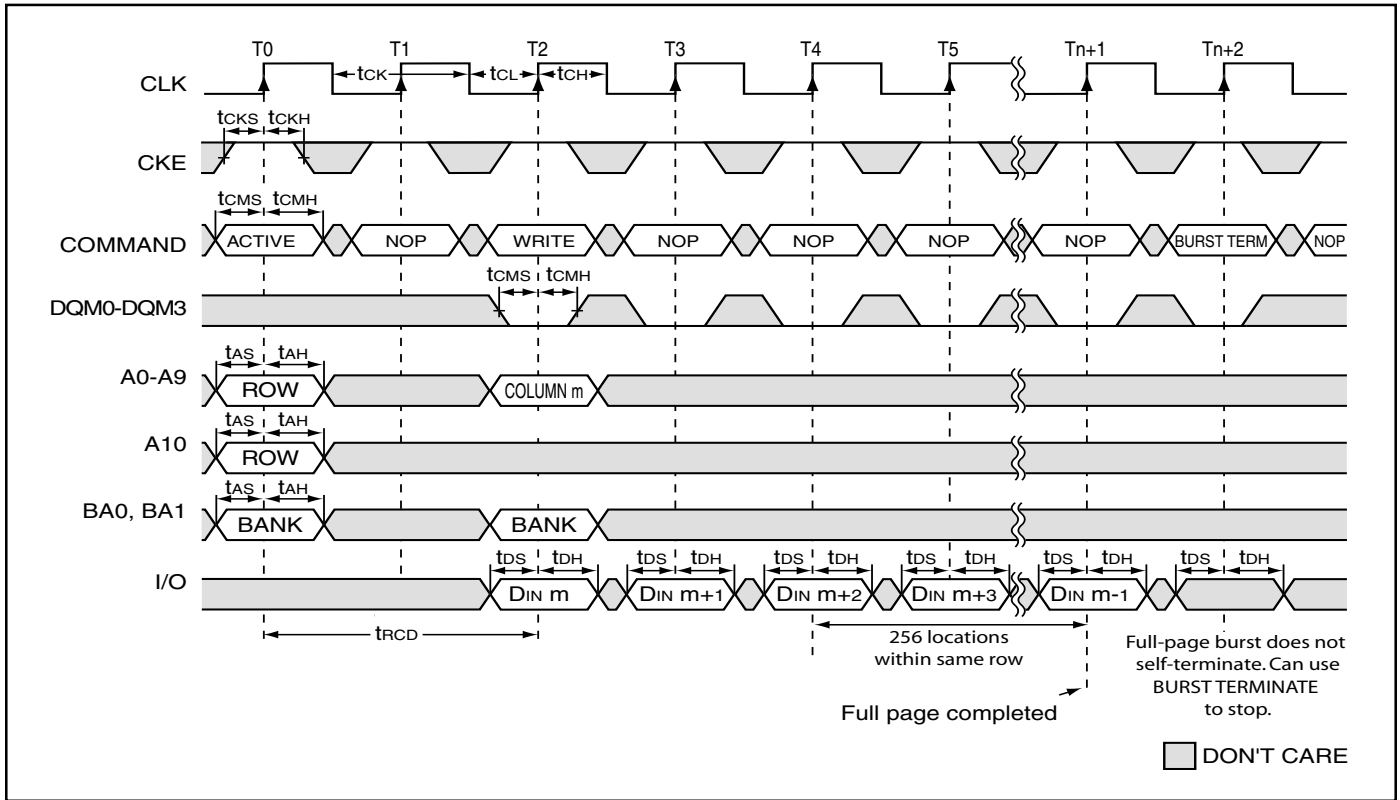 T0 T1 T2 T3 T4 T5 Tn+1 Tn+2
CLK tCK tCL tCH
tCKS tCKH
CKE
tCMS tCMH
COMMAND ACTIVE NOP WRITE NOP NOP NOP NOP BURST TERM NOP
tCMS tCMH
DQM0-DQM3
tAS tAH
A0-A9 ROW COLUMN m
tAS tAH
A10 ROW
tAS tAH
BA0, BA1 BANK BANK
tDS tDH tDS tDH tDS tDH tDS tDH tDS tDH tDS tDH
I/O DIN m DIN m+1 DIN m+2 DIN m+3 DIN m-1
tRCD
256 locations
within same row
Full page completed
Full-page burst does not
self-terminate. Can use
BURST TERMINATE
to stop.
DON'T CARE